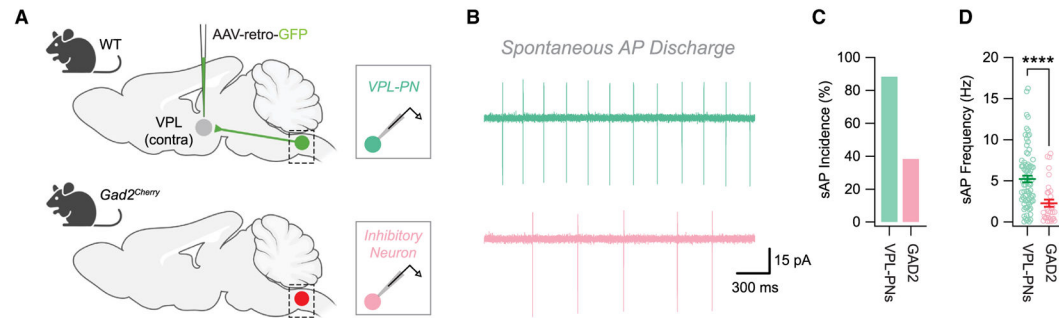 A
WT
AAV-retro-GFP
VPL
(contra)
VPL-PN
Gad2Cherry
Inhibitory
Neuron
B
Spontaneous AP Discharge
15 pA
300 ms
C
sAP Incidence (%)
100
80
60
40
20
0
VPL-PNs
GAD2
D
sAP Frequency (Hz)
20
15
10
5
0
****
VPL-PNs
GAD2